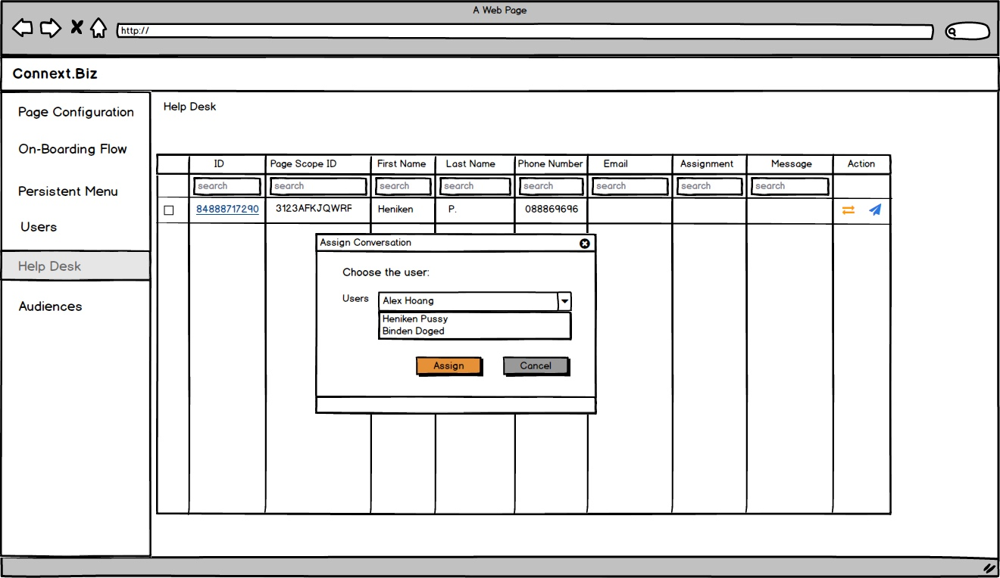 A Web Page
http://
Connext.Biz
Page Configuration
On-Boarding Flow
Persistent Menu
Users
Help Desk
Audiences
Help Desk
ID Page Scope ID First Name Last Name Phone Number Email Assignment Message Action
search search search search search search search search
84888717290 3123AFKJQWRF Heniken P. 088869696
Assign Conversation
Choose the user:
Users Alex Hoang
Heniken Pussy
Binden Doged
Assign Cancel